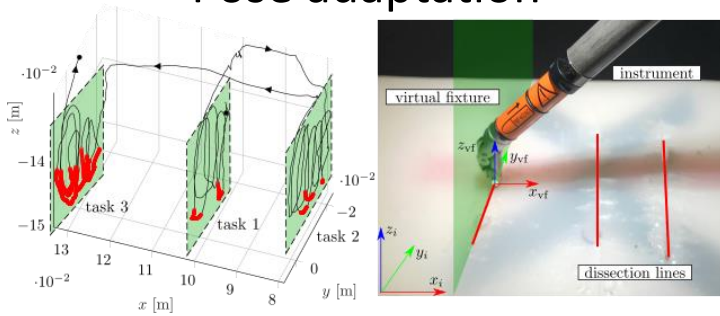 ·10⁻²
z [m]
−14
−15
task 3
task 1
task 2
·10⁻²
−2
0
13
12
11
10
9
8
·10⁻²
x [m]
y [m]
instrument
virtual fixture
z_vf
y_vf
x_vf
z_i
y_i
x_i
dissection lines